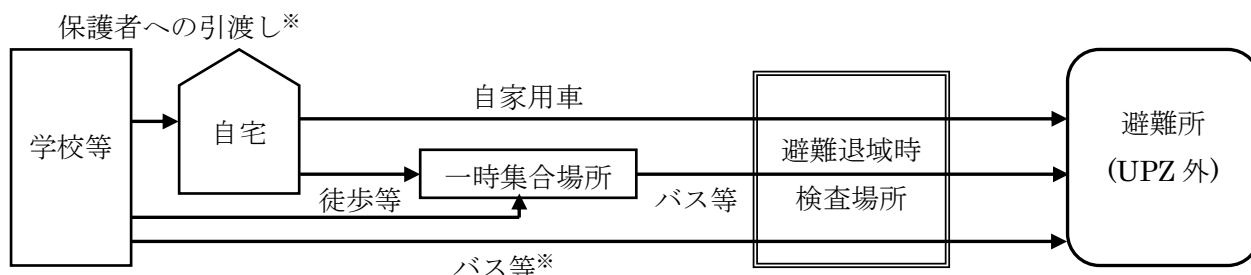 保護者への引渡し※
学校等
自宅
自家用車
一時集合場所
徒歩等
バス等
避難退域時
検査場所
避難所
(UPZ 外)
バス等※